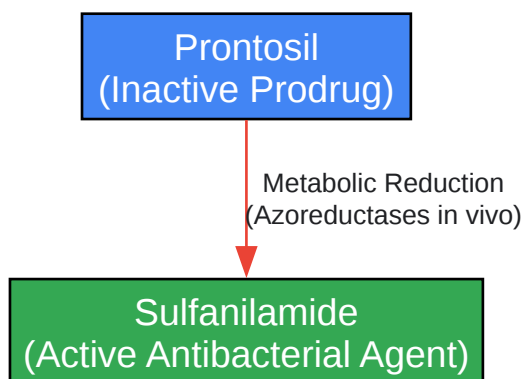 Prontosil
(Inactive Prodrug)
Metabolic Reduction
(Azoreductases in vivo)
Sulfanilamide
(Active Antibacterial Agent)